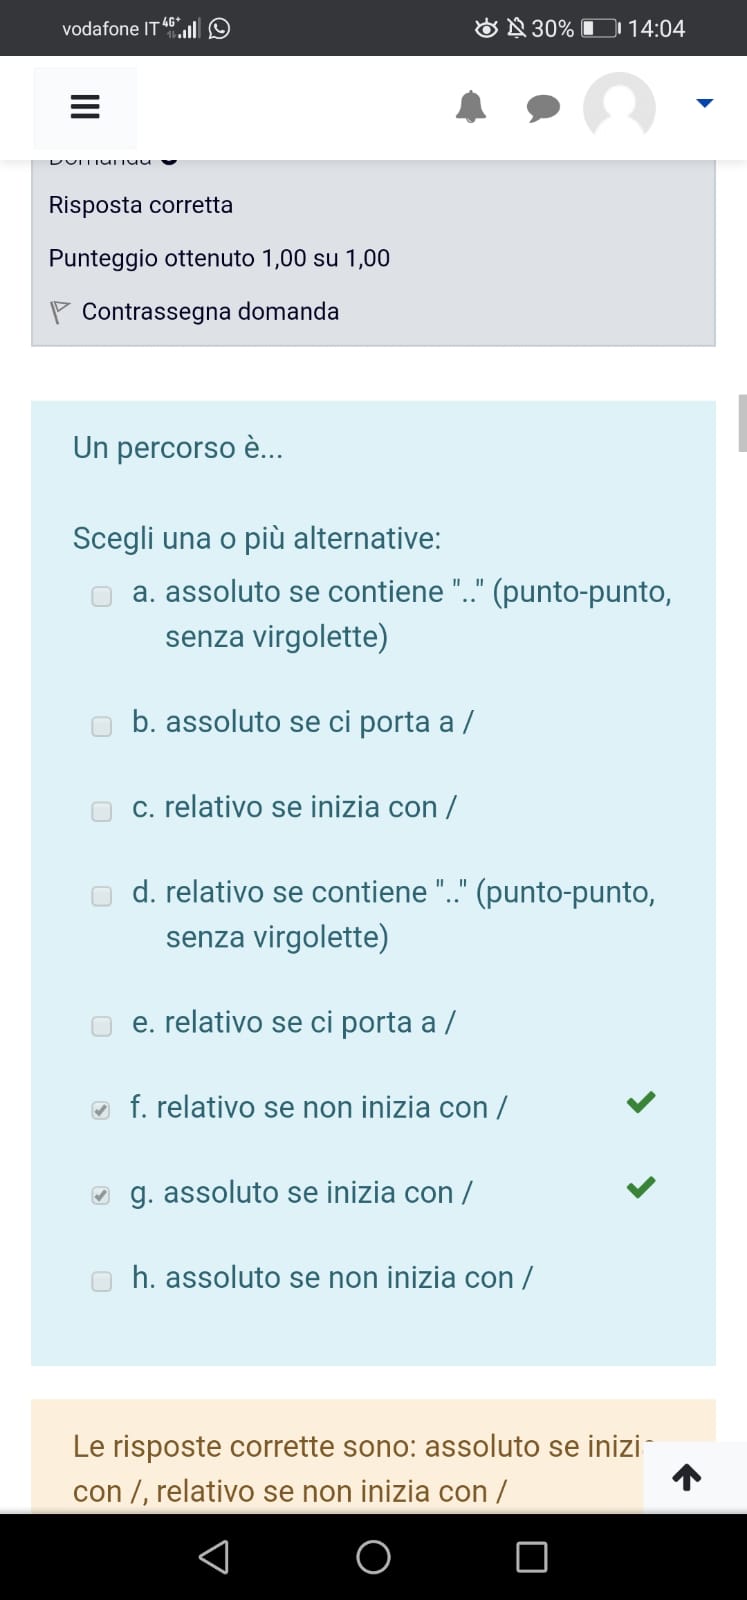 vodafone IT 4G+ 30% 14:04
Risposta corretta
Punteggio ottenuto 1,00 su 1,00
Contrassegna domanda
Un percorso è...
Scegli una o più alternative:
a. assoluto se contiene ".." (punto-punto,
senza virgolette)
b. assoluto se ci porta a /
c. relativo se inizia con /
d. relativo se contiene ".." (punto-punto,
senza virgolette)
e. relativo se ci porta a /
f. relativo se non inizia con /
g. assoluto se inizia con /
h. assoluto se non inizia con /
Le risposte corrette sono: assoluto se
con /, relativo se non inizia con /